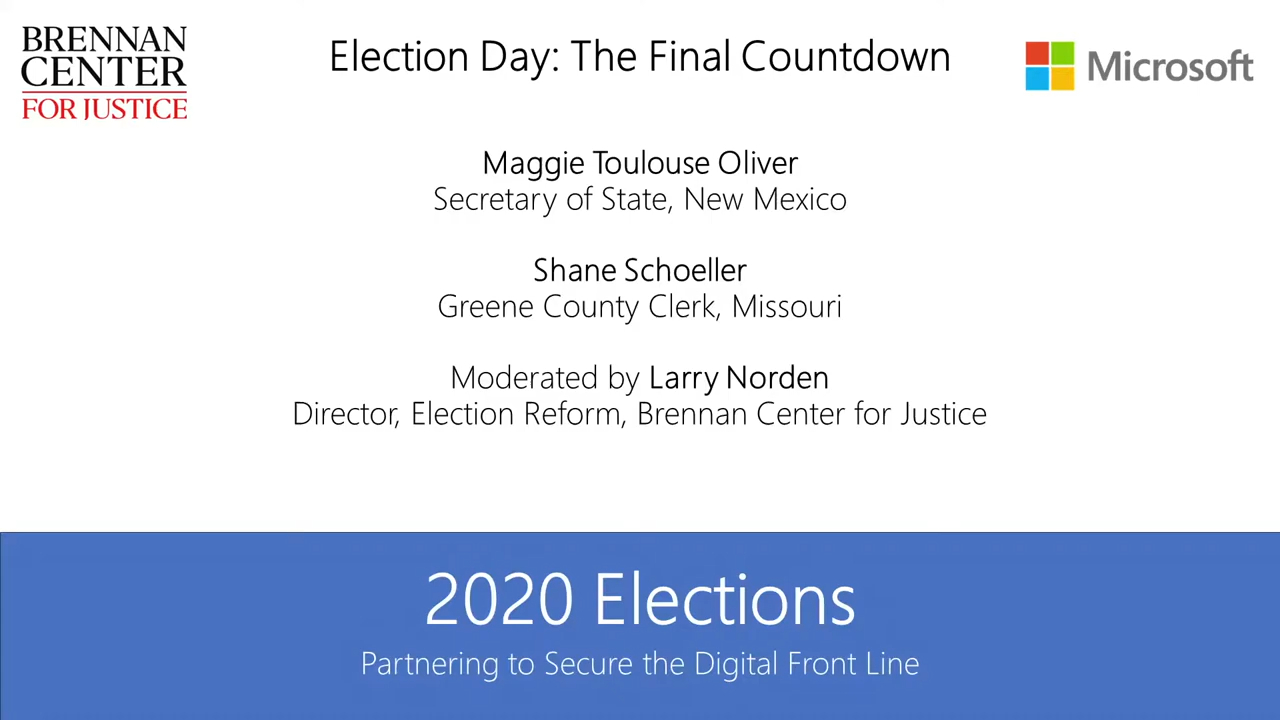 BRENNAN
CENTER
FOR JUSTICE
Election Day: The Final Countdown
Microsoft
Maggie Toulouse Oliver
Secretary of State, New Mexico
Shane Schoeller
Greene County Clerk, Missouri
Moderated by Larry Norden
Director, Election Reform, Brennan Center for Justice
2020 Elections
Partnering to Secure the Digital Front Line